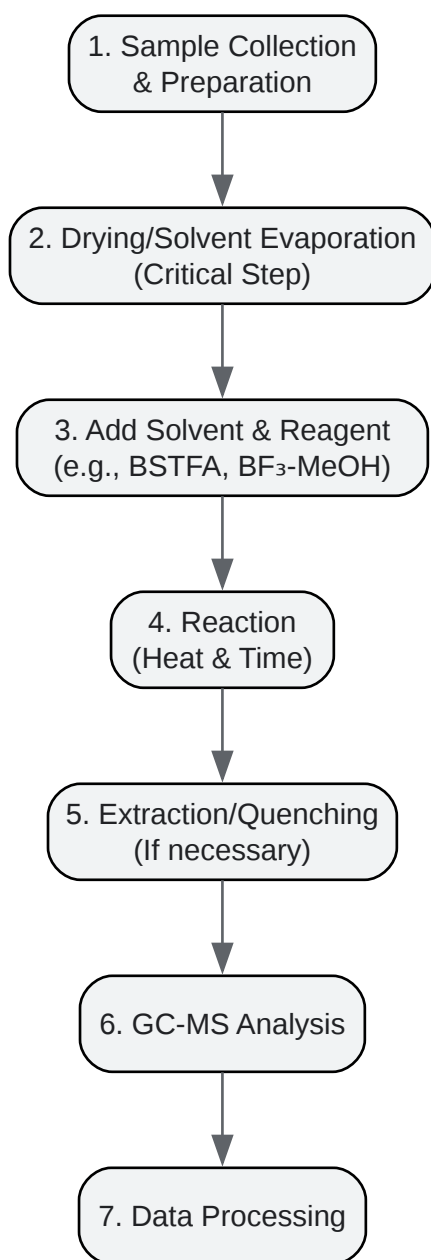 1. Sample Collection
& Preparation
2. Drying/Solvent Evaporation
(Critical Step)
3. Add Solvent & Reagent
(e.g., BSTFA, BF₃-MeOH)
4. Reaction
(Heat & Time)
5. Extraction/Quenching
(If necessary)
6. GC-MS Analysis
7. Data Processing